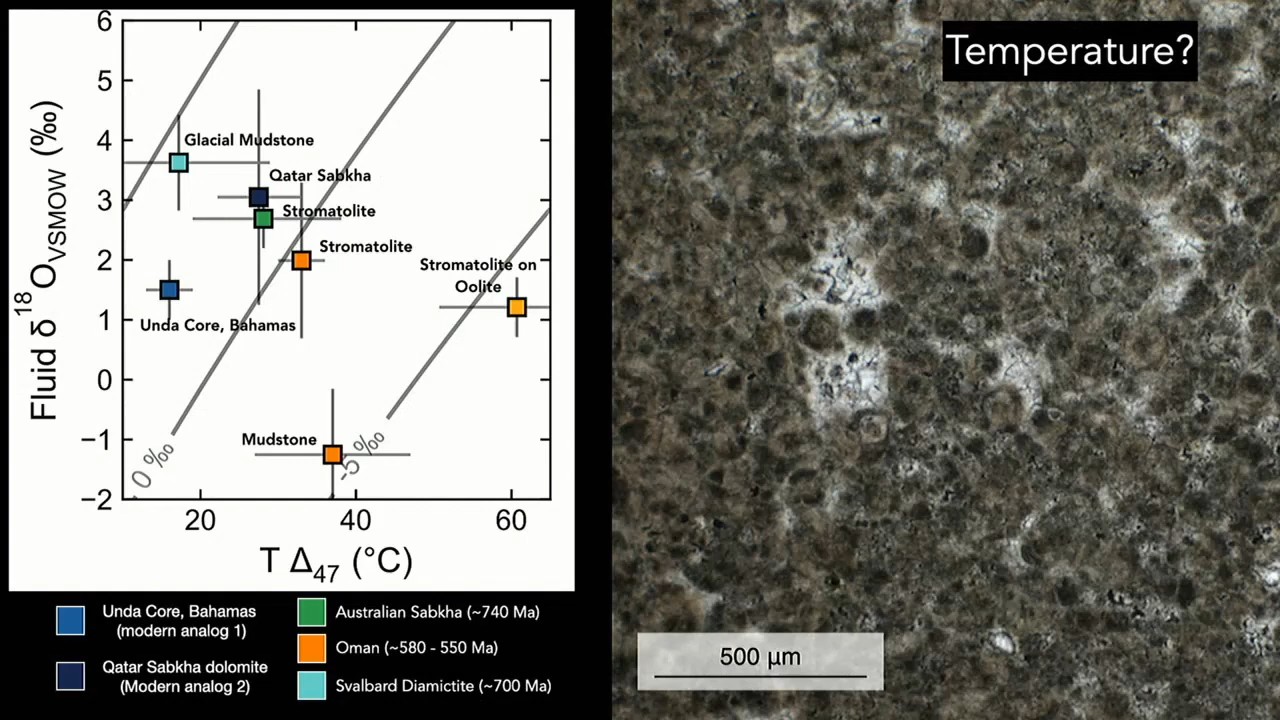 Temperature?
6
5
4
3
2
1
0
−1
−2
Fluid δ18OVSMOW (‰)
Glacial Mudstone
Qatar Sabkha
Stromatolite
Stromatolite
Stromatolite on
Oolite
Unda Core, Bahamas
Mudstone
0 ‰
-5 ‰
20
40
60
T Δ47 (°C)
Unda Core, Bahamas
(modern analog 1)
Qatar Sabkha dolomite
(Modern analog 2)
Australian Sabkha (~740 Ma)
Oman (~580 - 550 Ma)
Svalbard Diamictite (~700 Ma)
500 µm